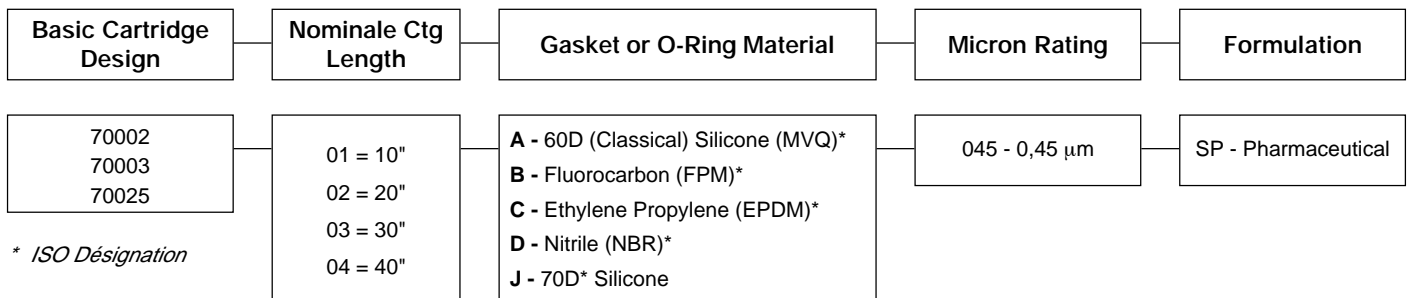 Basic Cartridge
Design
Nominale Ctg
Length
Gasket or O-Ring Material
Micron Rating
Formulation
70002
70003
70025
* ISO Désignation
01 = 10"
02 = 20"
03 = 30"
04 = 40"
A - 60D (Classical) Silicone (MVQ)*
B - Fluorocarbon (FPM)*
C - Ethylene Propylene (EPDM)*
D - Nitrile (NBR)*
J - 70D* Silicone
045 - 0,45 μm
SP - Pharmaceutical